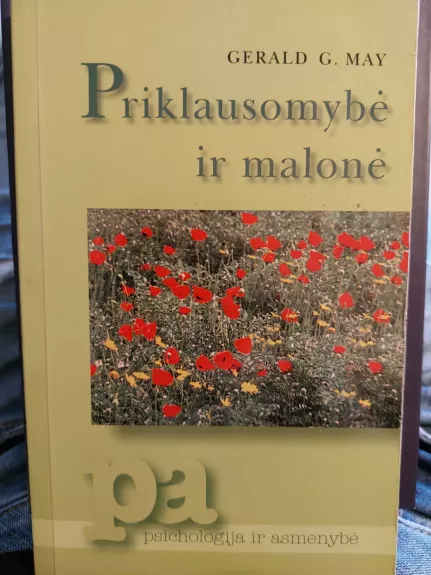 GERALD G. MAY
Priklausomybė
ir malonė
pa
psichologija ir asmenybė